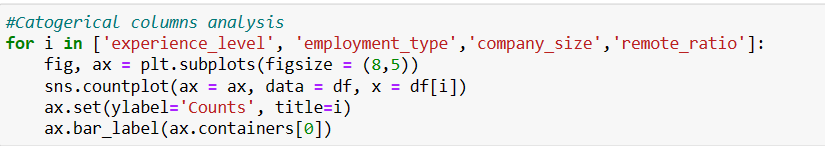 #Catogerical columns analysis
for i in ['experience_level', 'employment_type','company_size','remote_ratio']:
    fig, ax = plt.subplots(figsize = (8,5))
    sns.countplot(ax = ax, data = df, x = df[i])
    ax.set(ylabel='Counts', title=i)
    ax.bar_label(ax.containers[0])